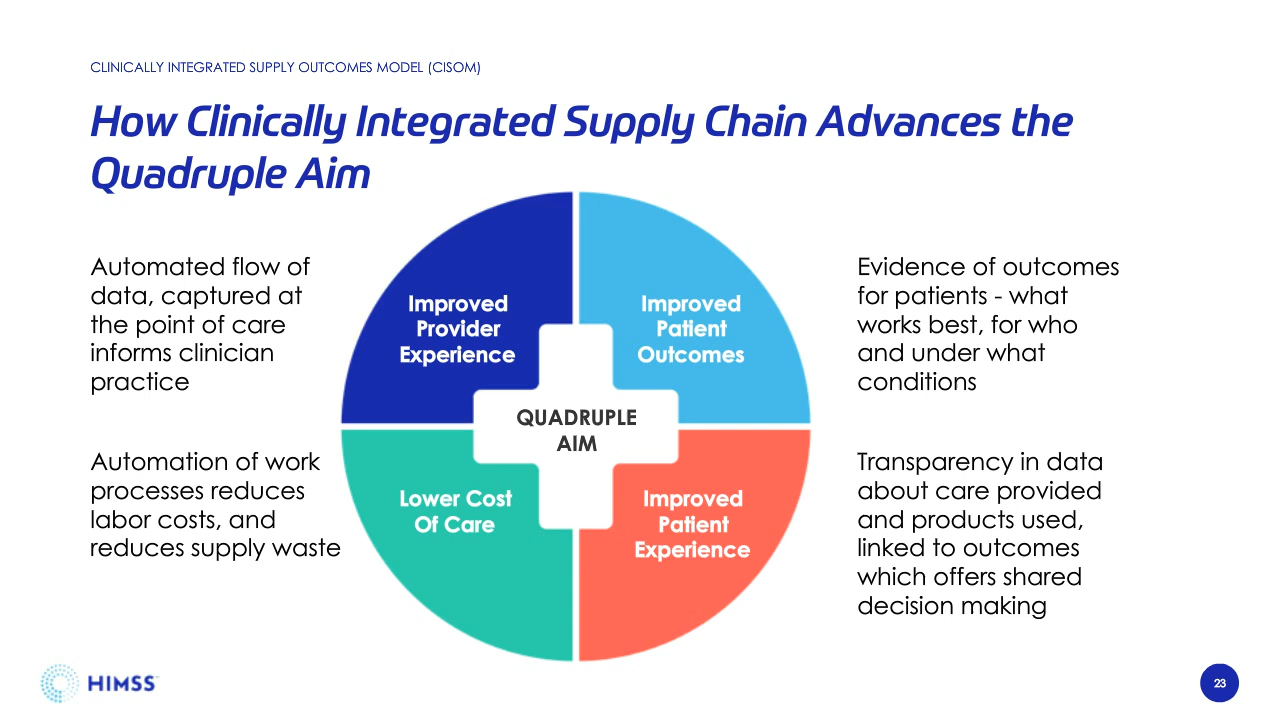 CLINICALLY INTEGRATED SUPPLY OUTCOMES MODEL (CISOM)
How Clinically Integrated Supply Chain Advances the
Quadruple Aim
Automated flow of
data, captured at
the point of care
informs clinician
practice
Automation of work
processes reduces
labor costs, and
reduces supply waste
Improved
Provider
Experience
Improved
Patient
Outcomes
QUADRUPLE
AIM
Lower Cost
Of Care
Improved
Patient
Experience
Evidence of outcomes
for patients - what
works best, for who
and under what
conditions
Transparency in data
about care provided
and products used,
linked to outcomes
which offers shared
decision making
HIMSS
23